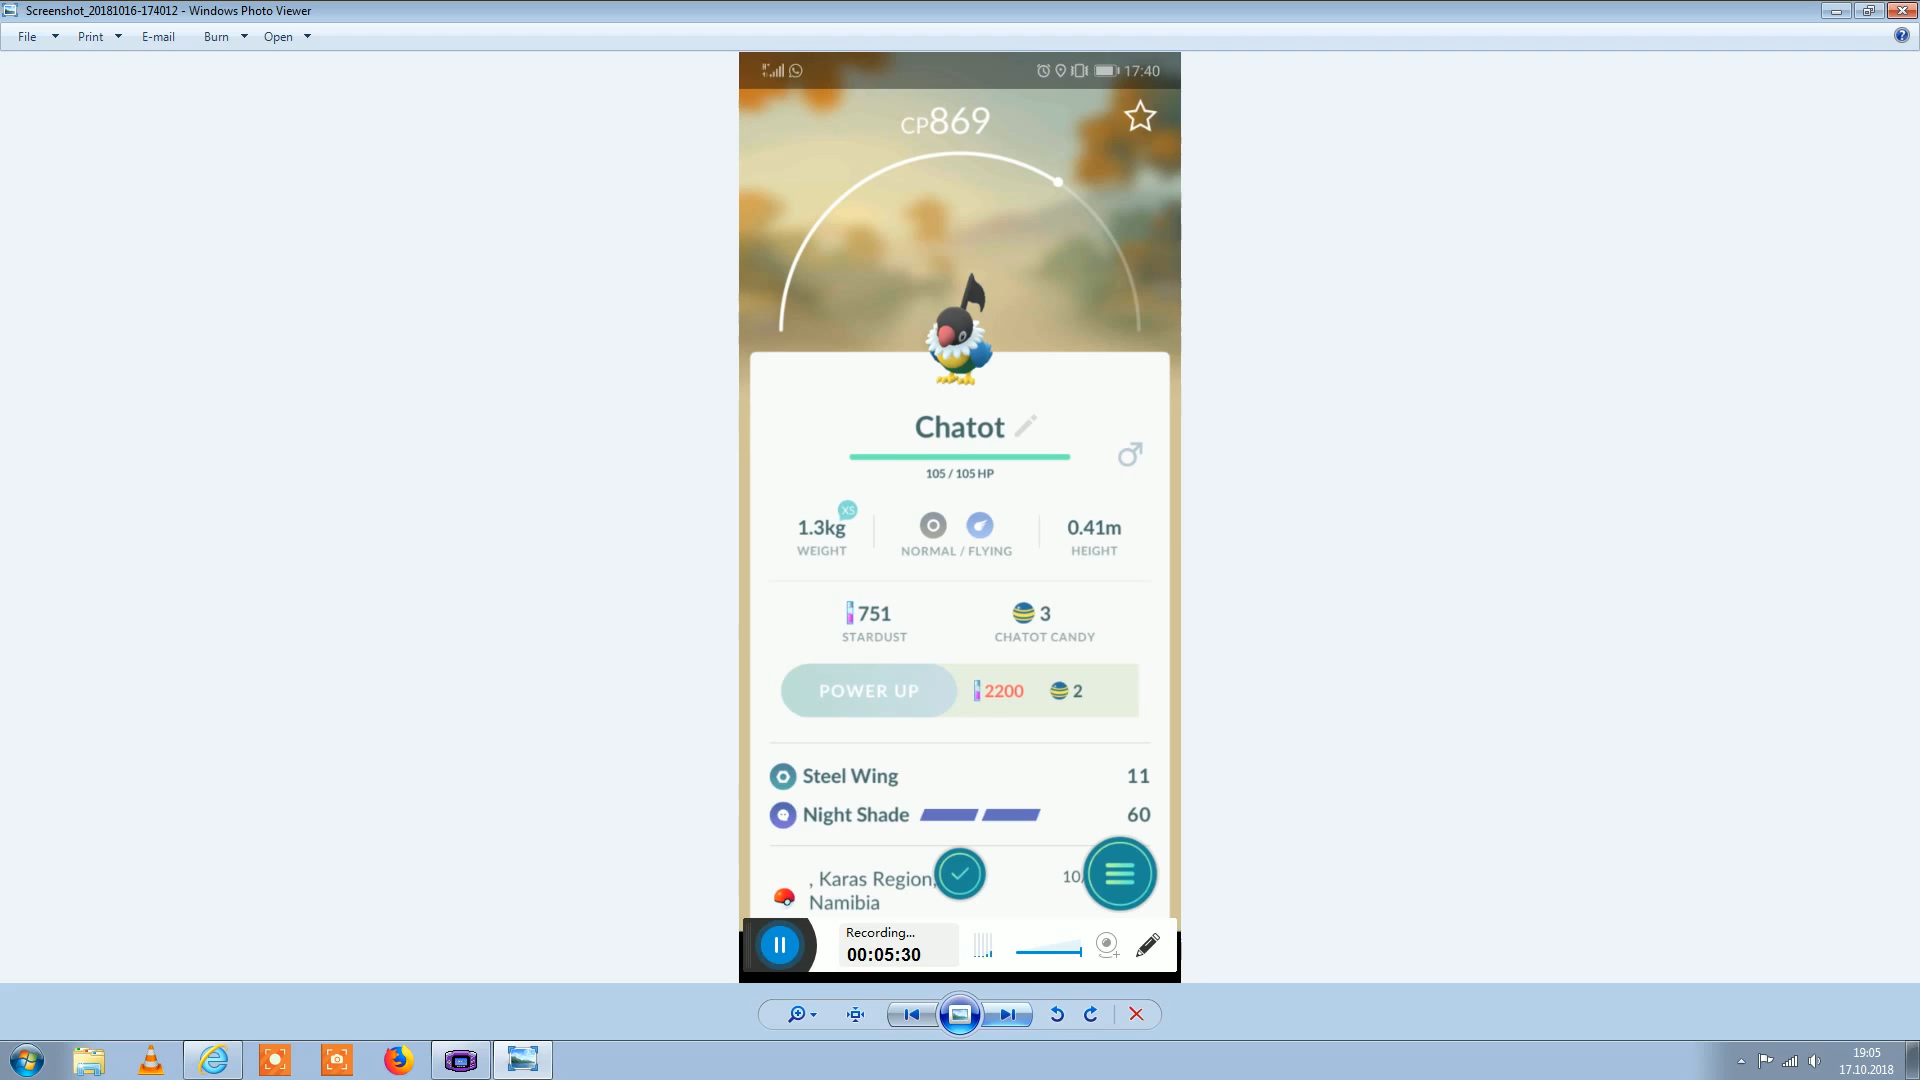 Screenshot_20181016-174012 - Windows Photo Viewer
File Print E-mail Burn Open
17:40
CP869
Chatot
105 / 105 HP
XS
1.3kg 0.41m
WEIGHT NORMAL / FLYING HEIGHT
751 3
STARDUST CHATOT CANDY
POWER UP 2200 2
Steel Wing 11
Night Shade 60
, Karas Region, 10/
Namibia
Recording...
00:05:30
19:05
17.10.2018